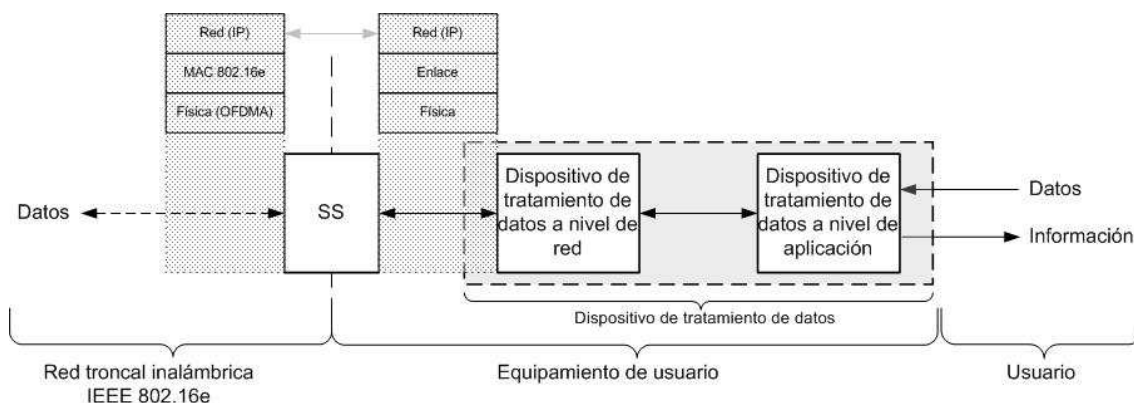 Red (IP)
Red (IP)
MAC 802.16e
Enlace
Física (OFDMA)
Física
Datos
SS
Dispositivo de
tratamiento de
datos a nivel de
red
Dispositivo de
tratamiento de
datos a nivel de
aplicación
Datos
Información
Dispositivo de tratamiento de datos
Red troncal inalámbrica
IEEE 802.16e
Equipamiento de usuario
Usuario